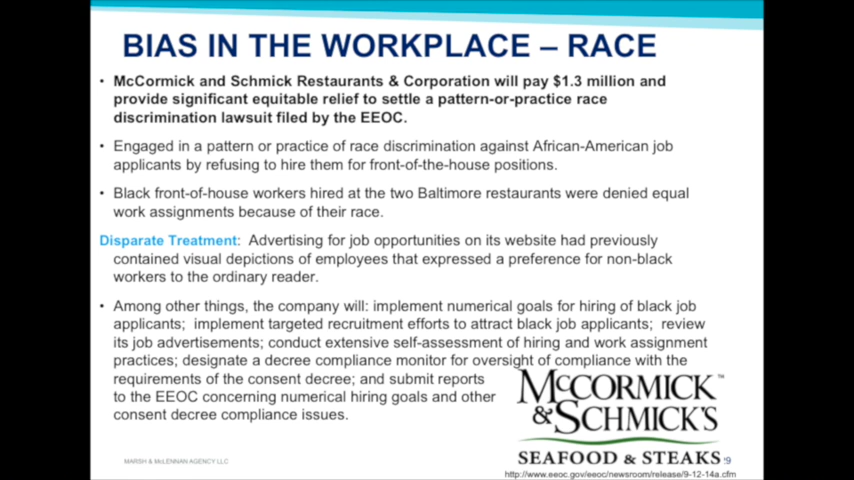 BIAS IN THE WORKPLACE – RACE
• McCormick and Schmick Restaurants & Corporation will pay $1.3 million and
provide significant equitable relief to settle a pattern-or-practice race
discrimination lawsuit filed by the EEOC.
• Engaged in a pattern or practice of race discrimination against African-American job
applicants by refusing to hire them for front-of-the-house positions.
• Black front-of-house workers hired at the two Baltimore restaurants were denied equal
work assignments because of their race.
Disparate Treatment: Advertising for job opportunities on its website had previously
contained visual depictions of employees that expressed a preference for non-black
workers to the ordinary reader.
• Among other things, the company will: implement numerical goals for hiring of black job
applicants; implement targeted recruitment efforts to attract black job applicants; review
its job advertisements; conduct extensive self-assessment of hiring and work assignment
practices; designate a decree compliance monitor for oversight of compliance with the
requirements of the consent decree; and submit reports
to the EEOC concerning numerical hiring goals and other
consent decree compliance issues.
McCORMICK™
& SCHMICK'S
SEAFOOD & STEAKS
MARSH & McLENNAN AGENCY LLC
9
http://www.eeoc.gov/eeoc/newsroom/release/9-12-14a.cfm